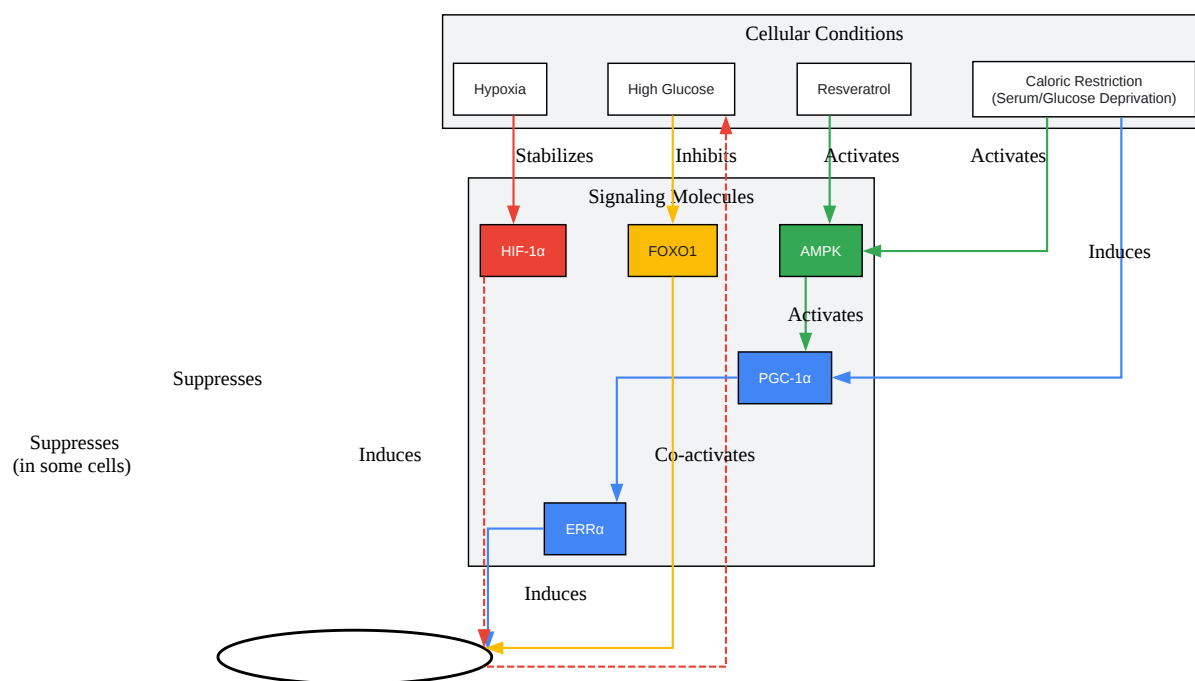 Cellular Conditions
Hypoxia
High Glucose
Resveratrol
Caloric Restriction
(Serum/Glucose Deprivation)
Stabilizes
Inhibits
Activates
Activates
Signaling Molecules
HIF-1α
FOXO1
AMPK
Induces
Activates
Suppresses
PGC-1α
Suppresses
(in some cells)
Induces
Co-activates
ERRα
Induces